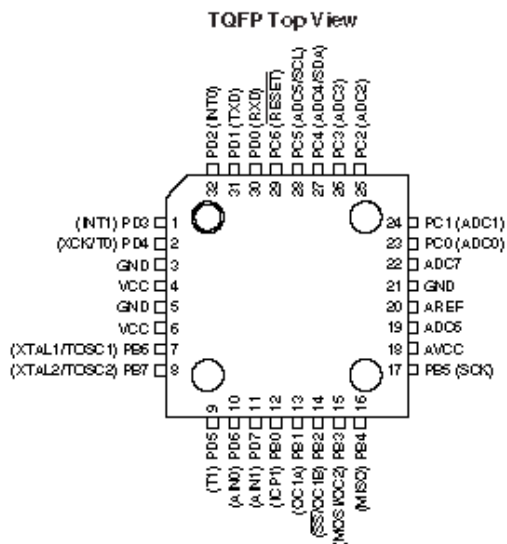 TQFP Top View
PD2 (INT0)
PD1 (TXD)
PD0 (RXD)
PC6 (RESET)
PC5 (ADC5/SCL)
PC4 (ADC4/SDA)
PC3 (ADC3)
PC2 (ADC2)
32
31
30
29
28
27
26
25
(INT1) PD3 1
(XCK/T0) PD4 2
GND 3
VCC 4
GND 5
VCC 6
(XTAL1/TOSC1) PB6 7
(XTAL2/TOSC2) PB7 8
24 PC1 (ADC1)
23 PC0 (ADC0)
22 ADC7
21 GND
20 AREF
19 ADC6
18 AVCC
17 PB5 (SCK)
9
10
11
12
13
14
15
16
(T1) PD5
(AIN0) PD6
(AIN1) PD7
(ICP1) PB0
(OC1A) PB1
(SS/OC1B) PB2
(MOSI/OC2) PB3
(MISO) PB4